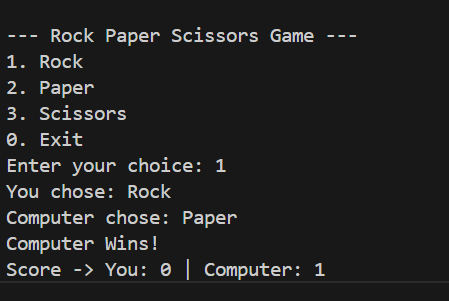 --- Rock Paper Scissors Game ---
1. Rock
2. Paper
3. Scissors
0. Exit
Enter your choice: 1
You chose: Rock
Computer chose: Paper
Computer Wins!
Score -> You: 0 | Computer: 1